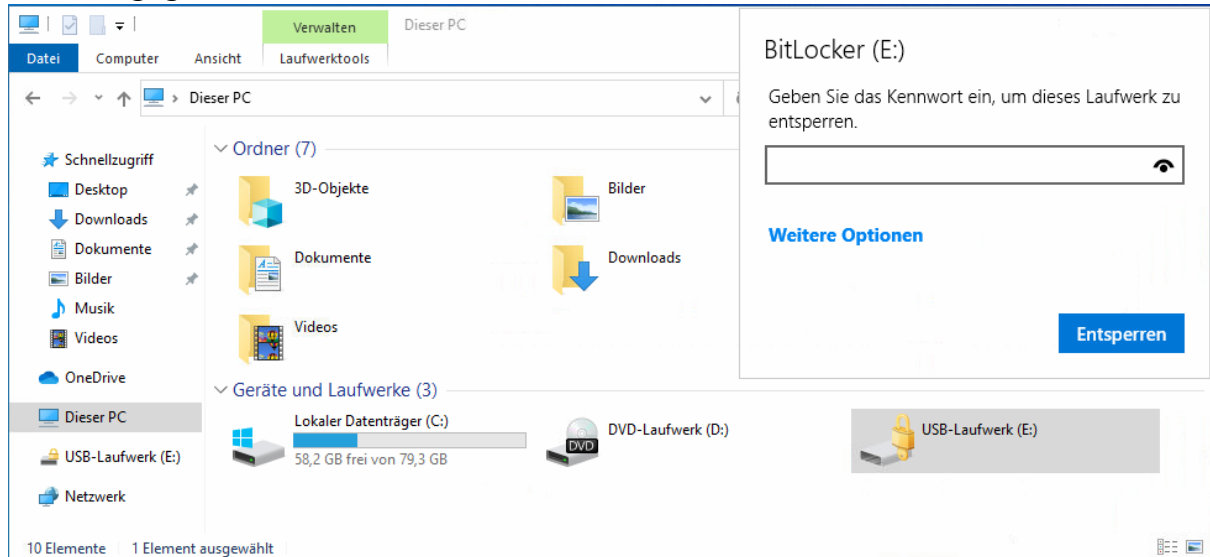 Verwalten
Dieser PC
Datei
Computer
Ansicht
Laufwerktools
Dieser PC
Schnellzugriff
Desktop
Downloads
Dokumente
Bilder
Musik
Videos
OneDrive
Dieser PC
USB-Laufwerk (E:)
Netzwerk
Ordner (7)
3D-Objekte
Bilder
Dokumente
Downloads
Videos
Geräte und Laufwerke (3)
Lokaler Datenträger (C:)
58,2 GB frei von 79,3 GB
DVD-Laufwerk (D:)
DVD
USB-Laufwerk (E:)
10 Elemente
1 Element ausgewählt
BitLocker (E:)
Geben Sie das Kennwort ein, um dieses Laufwerk zu
entsperren.
Weitere Optionen
Entsperren